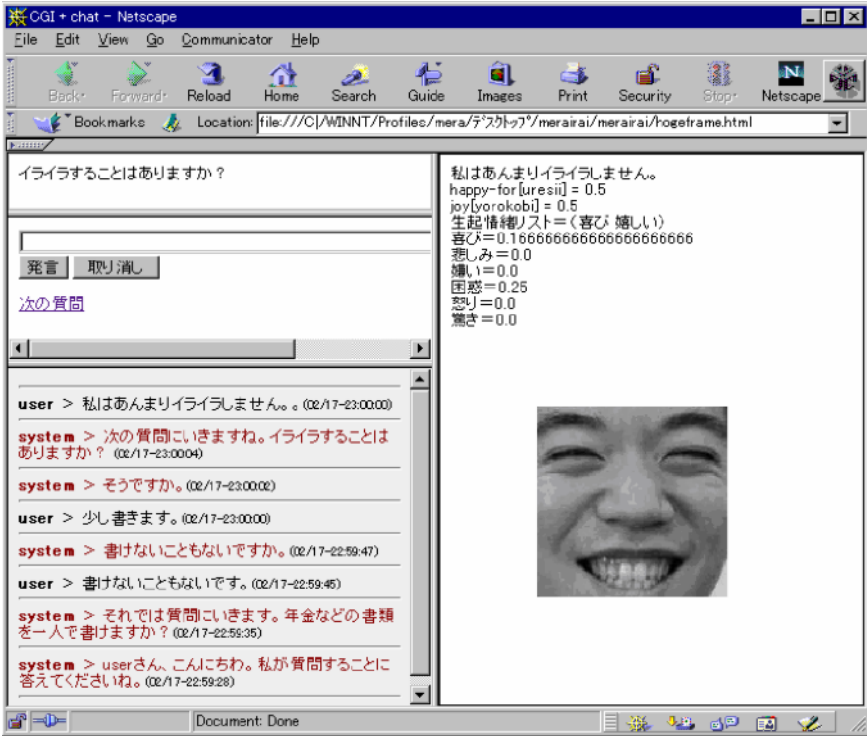 CGI + chat - Netscape
File Edit View Go Communicator Help
Back Forward Reload Home Search Guide Images Print Security Stop Netscape
Bookmarks Location: file:///C|/WINNT/Profiles/mera/デスクトップ/merairai/merairai/hogeframe.html
イライラすることはありますか？
発言 取り消し
次の質問
user > 私はあんまりイライラしません。。(02/17-23:00:00)
system > 次の質問にいきますね。イライラすることは
ありますか？ (02/17-23:00:04)
system > そうですか。(02/17-23:00:02)
user > 少し書きます。(02/17-23:00:00)
system > 書けないこともないですか。(02/17-22:59:47)
user > 書けないこともないです。(02/17-22:59:45)
system > それでは質問にいきます。年金などの書類
を一人で書けますか？(02/17-22:59:35)
system > userさん、こんにちわ。私が質問することに
答えてくださいね。(02/17-22:59:28)
私はあんまりイライラしません。
happy-for[uresii] = 0.5
joy[yorokobi] = 0.5
生起情緒リスト＝（喜び 嬉しい）
喜び＝0.166666666666666666666
悲しみ＝0.0
嫌い＝0.0
困惑＝0.25
怒り＝0.0
驚き＝0.0
Document: Done